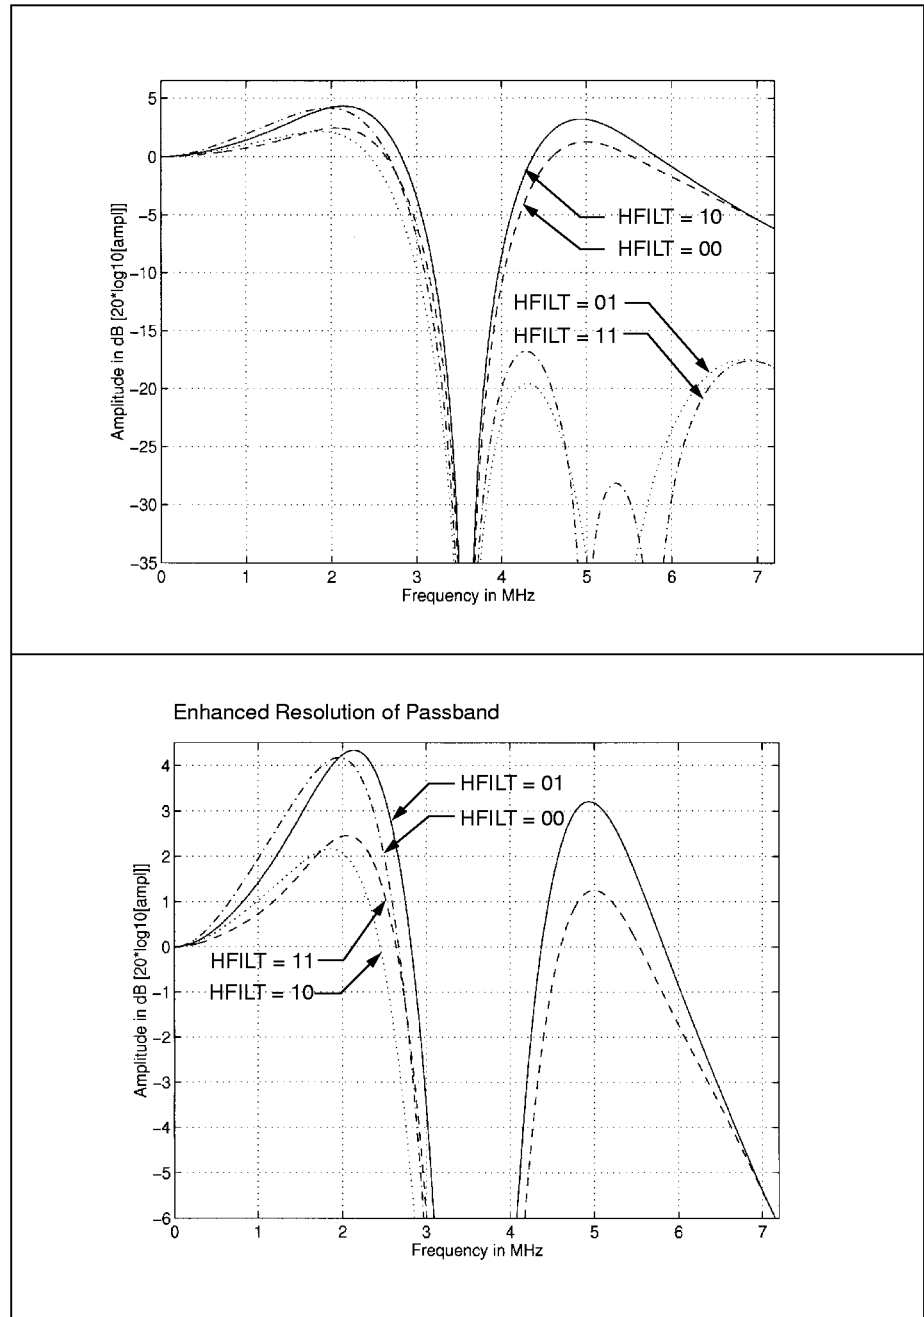 5
0
−5
−10
−15
−20
−25
−30
−35
Amplitude in dB [20*log10[ampl]]
HFILT = 10
HFILT = 00
HFILT = 01
HFILT = 11
0 1 2 3 4 5 6 7
Frequency in MHz
Enhanced Resolution of Passband
4
3
2
1
0
−1
−2
−3
−4
−5
−6
Amplitude in dB [20*log10[ampl]]
HFILT = 01
HFILT = 00
HFILT = 11
HFILT = 10
0 1 2 3 4 5 6 7
Frequency in MHz